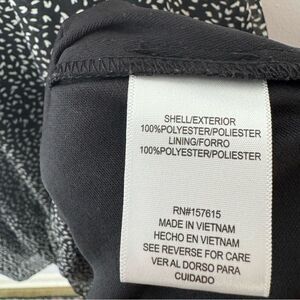 SHELL/EXTERIOR
100%POLYESTER/POLIESTER
LINING/FORRO
100%POLYESTER/POLIESTER
RN#157615
MADE IN VIETNAM
HECHO EN VIETNAM
SEE REVERSE FOR CARE
VER AL DORSO PARA
CUIDADO